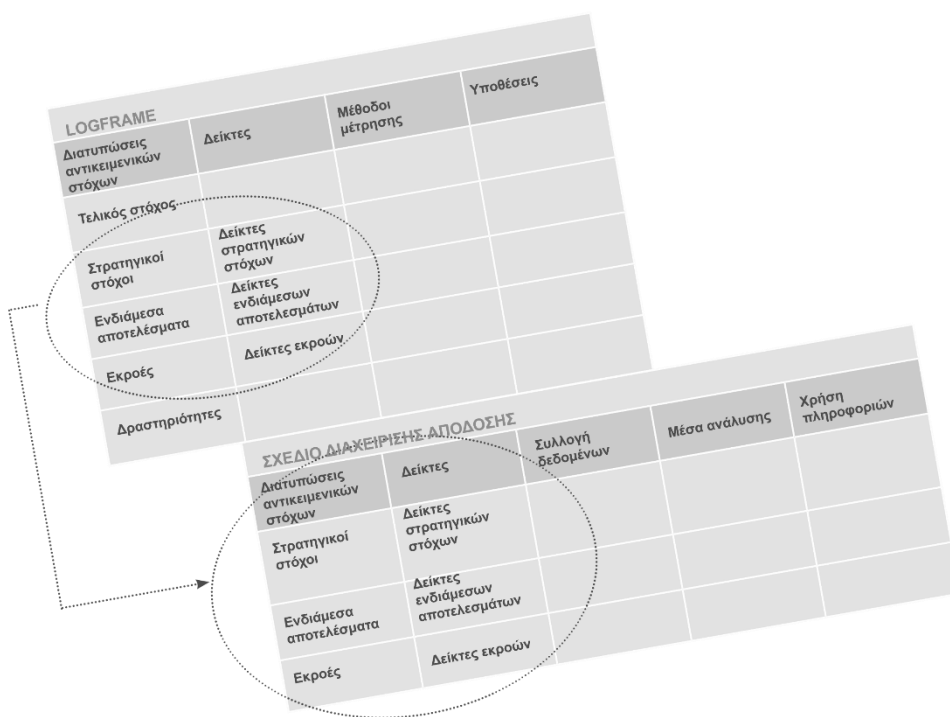 LOGFRAME
Διατυπώσεις
αντικειμενικών
στόχων
Δείκτες
Μέθοδοι
μέτρησης
Υποθέσεις
Τελικός στόχος
Στρατηγικοί
στόχοι
Δείκτες
στρατηγικών
στόχων
Ενδιάμεσα
αποτελέσματα
Δείκτες
ενδιάμεσων
αποτελεσμάτων
Εκροές
Δείκτες εκροών
Δραστηριότητες
ΣΧΕΔΙΟ ΔΙΑΧΕΙΡΙΣΗΣ ΑΠΟΔΟΣΗΣ
Διατυπώσεις
αντικειμενικών
στόχων
Δείκτες
Συλλογή
δεδομένων
Μέσα ανάλυσης
Χρήση
πληροφοριών
Στρατηγικοί
στόχοι
Δείκτες
στρατηγικών
στόχων
Ενδιάμεσα
αποτελέσματα
Δείκτες
ενδιάμεσων
αποτελεσμάτων
Εκροές
Δείκτες εκροών